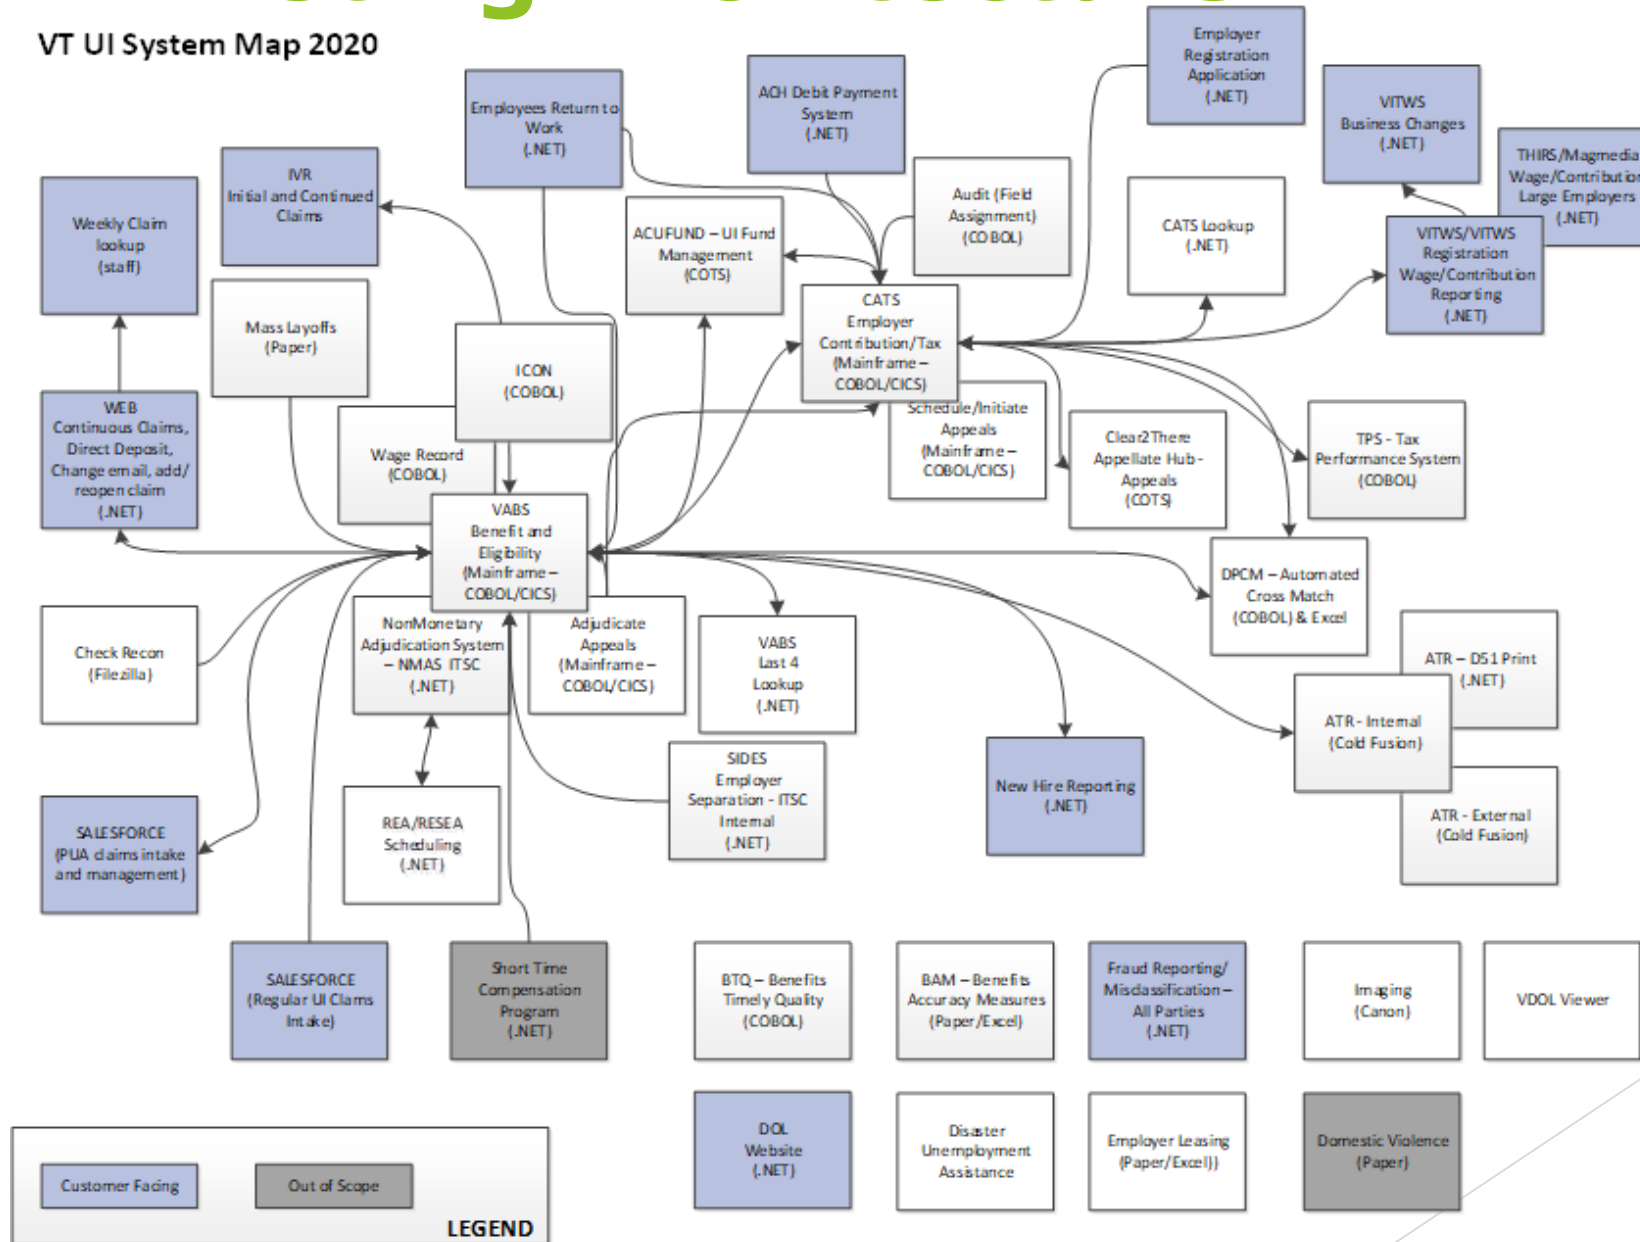 VT UI System Map 2020
Employer
Registration
Application
(.NET)
ACH Debit Payment
System
(.NET)
Employees Return to
Work
(.NET)
VITWS
Business Changes
(.NET)
THIRS/Magmedia
Wage/Contribution
Large Employers
(.NET)
IVR
Initial and Continued
Claims
Weekly Claim
lookup
(staff)
Audit (Field
Assignment)
(COBOL)
ACUFUND – UI Fund
Management
(COTS)
CATS Lookup
(.NET)
VITWS/VITWS
Registration
Wage/Contribution
Reporting
(.NET)
Mass Layoffs
(Paper)
CATS
Employer
Contribution/Tax
(Mainframe –
COBOL/CICS)
ICON
(COBOL)
WEB
Continuous Claims,
Direct Deposit,
Change email, add/
reopen claim
(.NET)
Wage Record
(COBOL)
Schedule/Initiate
Appeals
(Mainframe –
COBOL/CICS)
Clear2There
Appellate Hub -
Appeals
(COTS)
TPS - Tax
Performance System
(COBOL)
VABS
Benefit and
Eligibility
(Mainframe –
COBOL/CICS)
DPCM – Automated
Cross Match
(COBOL) & Excel
Check Recon
(Filezilla)
NonMonetary
Adjudication System
– NMAS ITSC
(.NET)
Adjudicate
Appeals
(Mainframe –
COBOL/CICS)
VABS
Last 4
Lookup
(.NET)
ATR – DS1 Print
(.NET)
ATR - Internal
(Cold Fusion)
ATR - External
(Cold Fusion)
SIDES
Employer
Separation - ITSC
Internal
(.NET)
New Hire Reporting
(.NET)
REA/RESEA
Scheduling
(.NET)
SALESFORCE
(PUA claims intake
and management)
SALESFORCE
(Regular UI Clams
Intake)
Short Time
Compensation
Program
(.NET)
BTQ – Benefits
Timely Quality
(COBOL)
BAM – Benefits
Accuracy Measures
(Paper/Excel)
Fraud Reporting/
Misclassification –
All Parties
(.NET)
Imaging
(Canon)
VDOL Viewer
DOL
Website
(.NET)
Disaster
Unemployment
Assistance
Employer Leasing
(Paper/Excel))
Domestic Violence
(Paper)
Customer Facing
Out of Scope
LEGEND